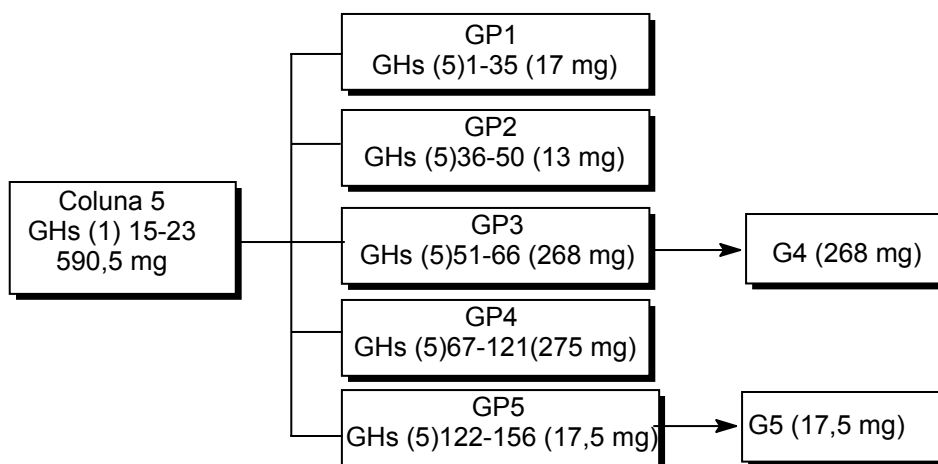 Coluna 5
GHs (1) 15-23
590,5 mg
GP1
GHs (5)1-35 (17 mg)
GP2
GHs (5)36-50 (13 mg)
GP3
GHs (5)51-66 (268 mg)
GP4
GHs (5)67-121(275 mg)
GP5
GHs (5)122-156 (17,5 mg)
G4 (268 mg)
G5 (17,5 mg)